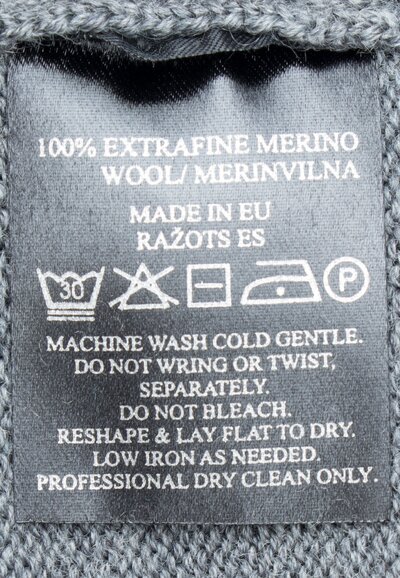 100% EXTRAFINE MERINO
WOOL/ MERINVILNA
MADE IN EU
RAŽOTS ES
30 P
MACHINE WASH COLD GENTLE.
DO NOT WRING OR TWIST,
SEPARATELY.
DO NOT BLEACH.
RESHAPE & LAY FLAT TO DRY.
LOW IRON AS NEEDED.
PROFESSIONAL DRY CLEAN ONLY.